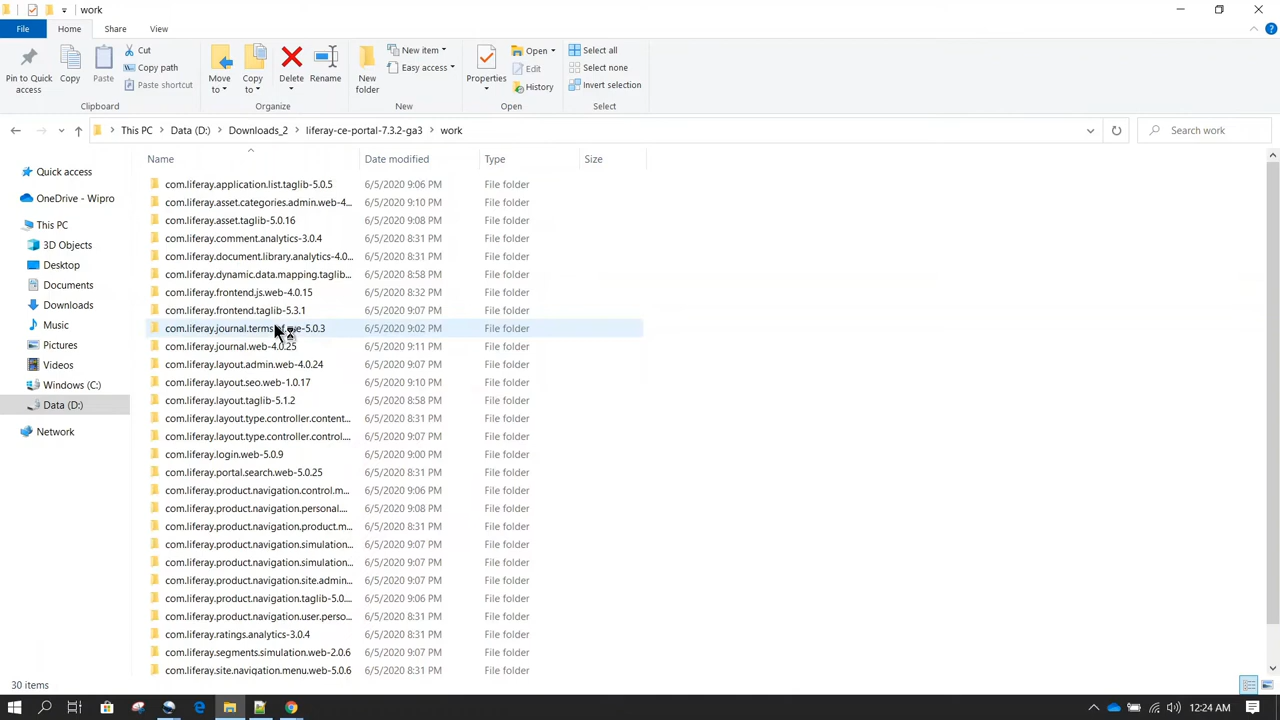 work
File
Home
Share
View
Pin to Quick access
Copy
Paste
Cut
Copy path
Paste shortcut
Clipboard
Move to
Copy to
Delete
Rename
Organize
New folder
New item
Easy access
New
Properties
Open
Edit
History
Open
Select all
Select none
Invert selection
Select
This PC
Data (D:)
Downloads_2
liferay-ce-portal-7.3.2-ga3
work
Search work
Quick access
OneDrive - Wipro
This PC
3D Objects
Desktop
Documents
Downloads
Music
Pictures
Videos
Windows (C:)
Data (D:)
Network
Name Date modified Type Size
com.liferay.application.list.taglib-5.0.5 6/5/2020 9:06 PM File folder
com.liferay.asset.categories.admin.web-4... 6/5/2020 9:10 PM File folder
com.liferay.asset.taglib-5.0.16 6/5/2020 9:08 PM File folder
com.liferay.comment.analytics-3.0.4 6/5/2020 8:31 PM File folder
com.liferay.document.library.analytics-4.0... 6/5/2020 8:31 PM File folder
com.liferay.dynamic.data.mapping.taglib... 6/5/2020 8:58 PM File folder
com.liferay.frontend.js.web-4.0.15 6/5/2020 8:32 PM File folder
com.liferay.frontend.taglib-5.3.1 6/5/2020 9:07 PM File folder
6/5/2020 9:02 PM File folder
com.liferay.journal.web-4.0.25 6/5/2020 9:11 PM File folder
com.liferay.layout.admin.web-4.0.24 6/5/2020 9:07 PM File folder
com.liferay.layout.seo.web-1.0.17 6/5/2020 9:10 PM File folder
com.liferay.layout.taglib-5.1.2 6/5/2020 8:58 PM File folder
com.liferay.layout.type.controller.content... 6/5/2020 8:31 PM File folder
com.liferay.layout.type.controller.control.... 6/5/2020 9:07 PM File folder
com.liferay.login.web-5.0.9 6/5/2020 9:00 PM File folder
com.liferay.portal.search.web-5.0.25 6/5/2020 8:31 PM File folder
com.liferay.product.navigation.control.m... 6/5/2020 9:06 PM File folder
com.liferay.product.navigation.personal.... 6/5/2020 9:08 PM File folder
com.liferay.product.navigation.product.m... 6/5/2020 8:31 PM File folder
com.liferay.product.navigation.simulation... 6/5/2020 9:07 PM File folder
com.liferay.product.navigation.simulation... 6/5/2020 9:07 PM File folder
com.liferay.product.navigation.site.admin... 6/5/2020 9:07 PM File folder
com.liferay.product.navigation.taglib-5.0.... 6/5/2020 9:06 PM File folder
com.liferay.product.navigation.user.perso... 6/5/2020 8:31 PM File folder
com.liferay.ratings.analytics-3.0.4 6/5/2020 8:31 PM File folder
com.liferay.segments.simulation.web-2.0.6 6/5/2020 9:07 PM File folder
com.liferay.site.navigation.menu.web-5.0.6 6/5/2020 8:31 PM File folder
30 items
12:24 AM